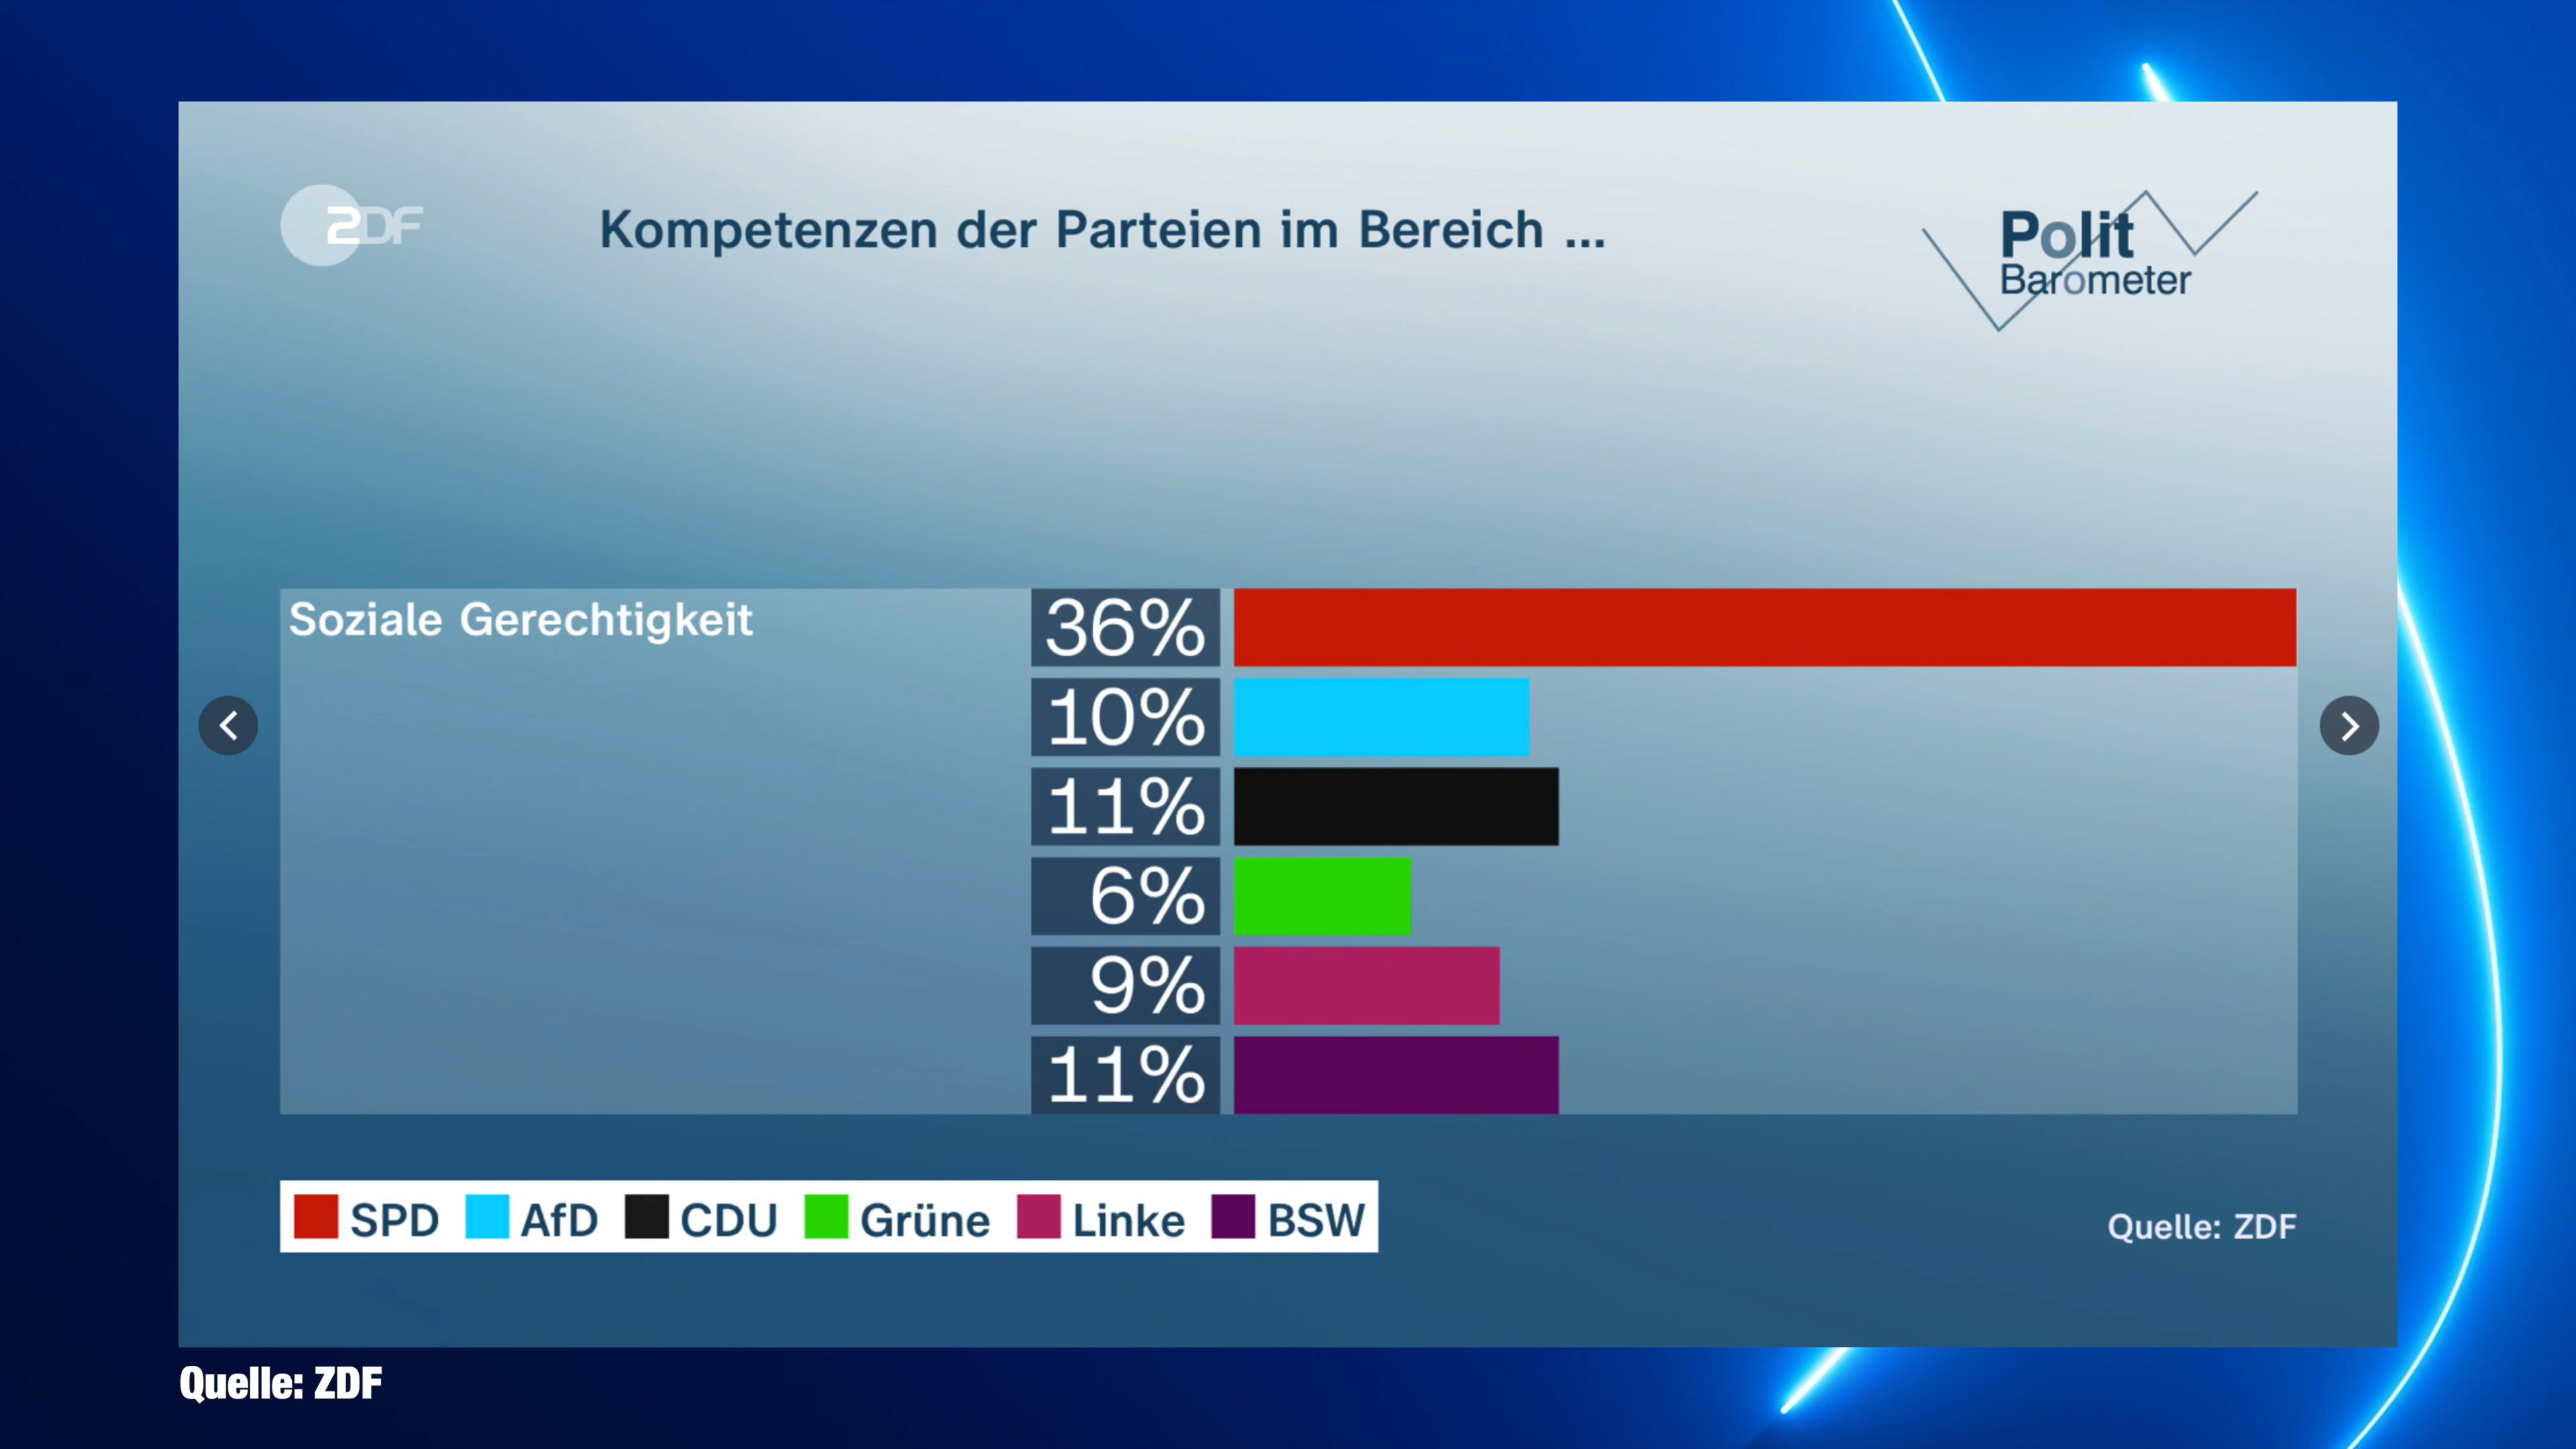 ZDF
Kompetenzen der Parteien im Bereich ...
Polit
Barometer
Soziale Gerechtigkeit
36%
10%
11%
6%
9%
11%
SPD AfD CDU Grüne Linke BSW
Quelle: ZDF
Quelle: ZDF